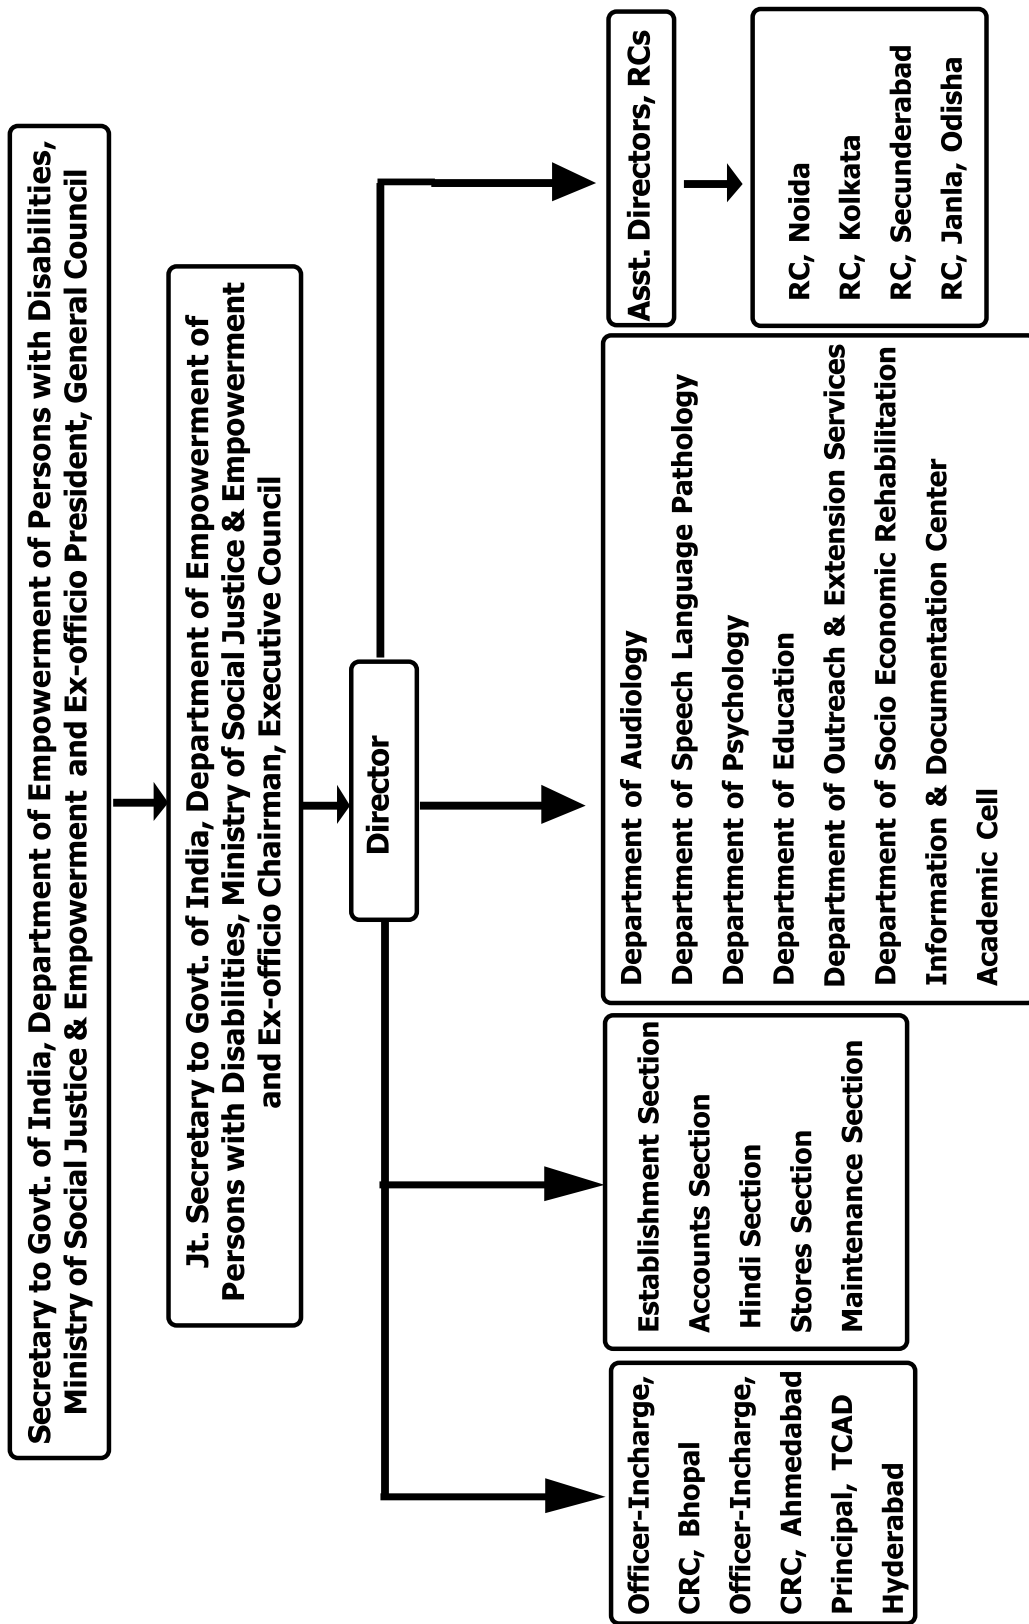 Secretary to Govt. of India, Department of Empowerment of Persons with Disabilities,
Ministry of Social Justice & Empowerment and Ex-officio President, General Council
Jt. Secretary to Govt. of India, Department of Empowerment of
Persons with Disabilities, Ministry of Social Justice & Empowerment
and Ex-officio Chairman, Executive Council
Director
Officer-Incharge,
CRC, Bhopal
Officer-Incharge,
CRC, Ahmedabad
Principal, TCAD
Hyderabad
Establishment Section
Accounts Section
Hindi Section
Stores Section
Maintenance Section
Department of Audiology
Department of Speech Language Pathology
Department of Psychology
Department of Education
Department of Outreach & Extension Services
Department of Socio Economic Rehabilitation
Information & Documentation Center
Academic Cell
Asst. Directors, RCs
RC, Noida
RC, Kolkata
RC, Secunderabad
RC, Janla, Odisha